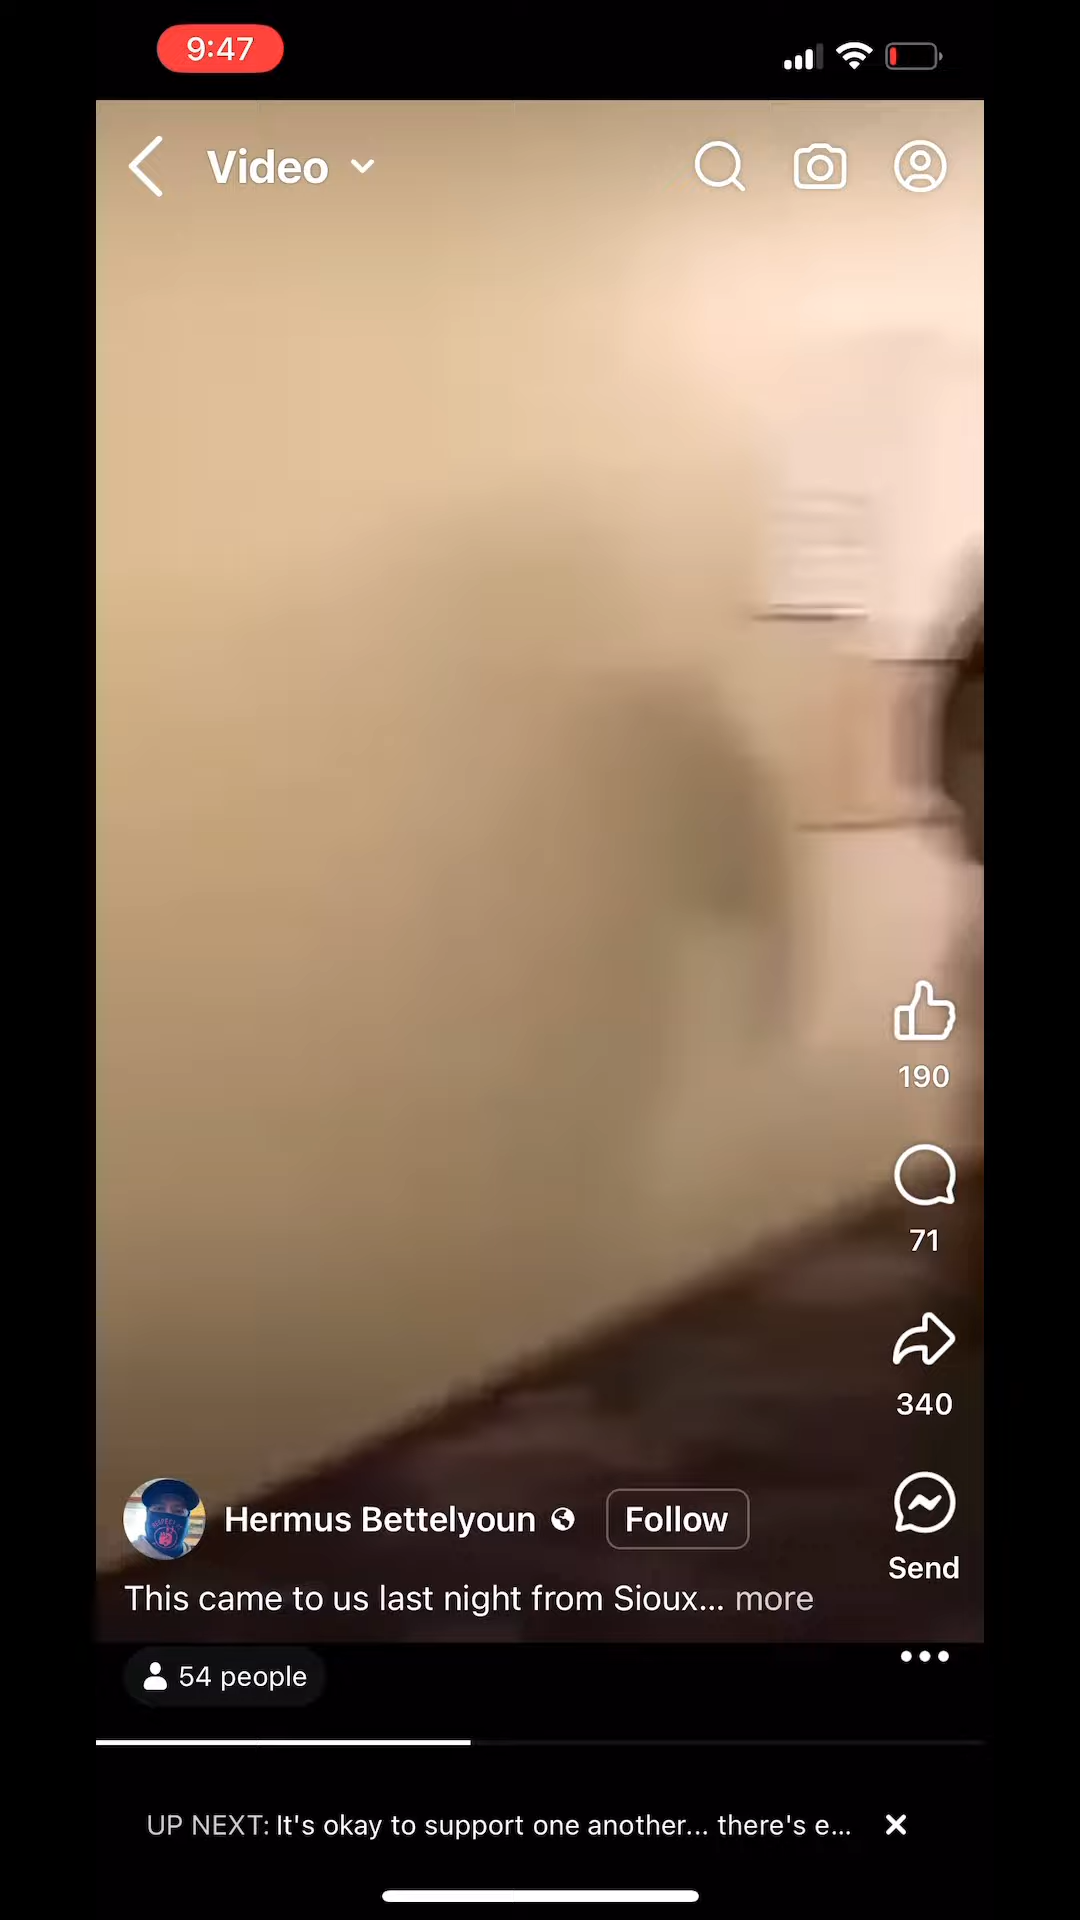 9:47
Video
190
71
340
Hermus Bettelyoun
Follow
Send
This came to us last night from Sioux... more
54 people
UP NEXT: It's okay to support one another... there's e...